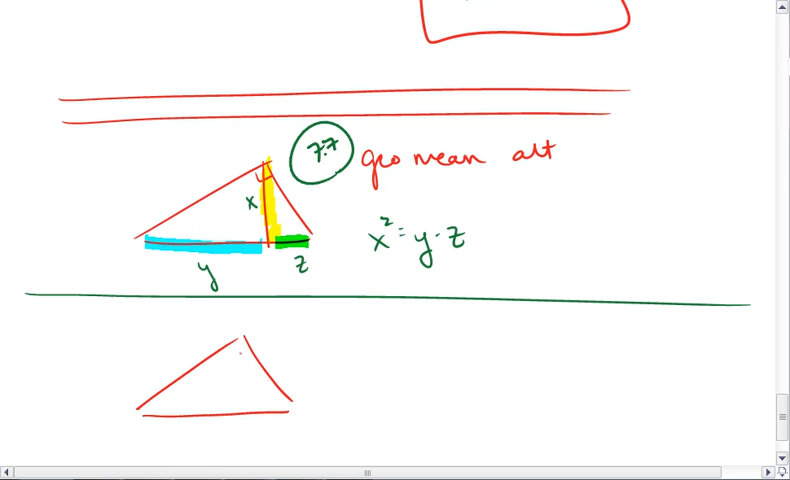 7.7 geo mean alt
x
x² = y · z
y
z